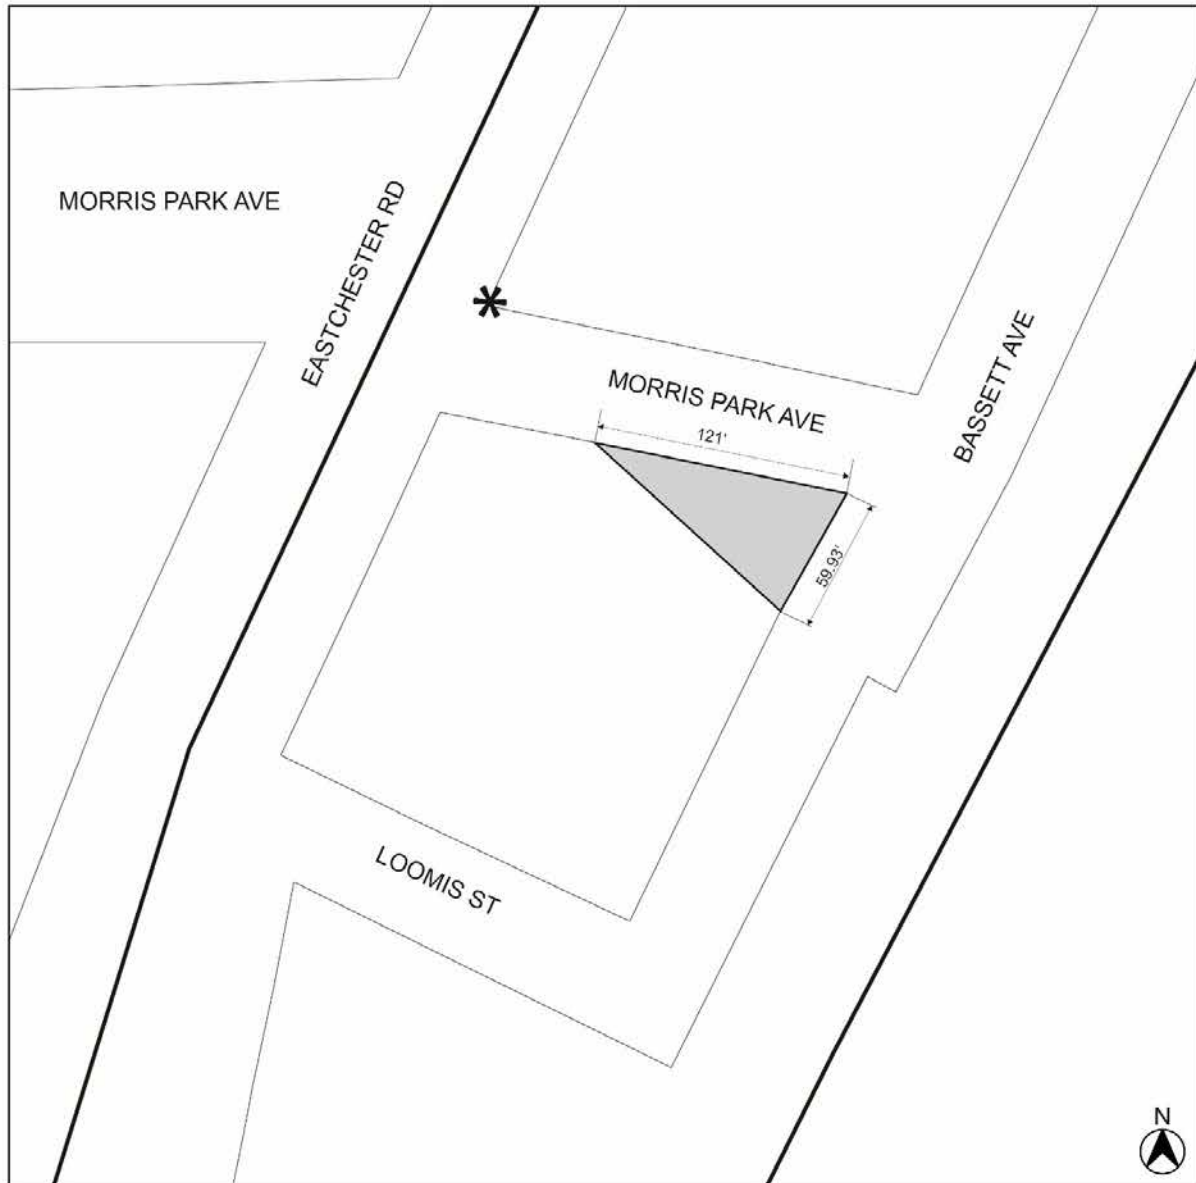 MORRIS PARK AVE
EASTCHESTER RD
MORRIS PARK AVE
121'
BASSETT AVE
59.93'
LOOMIS ST
N